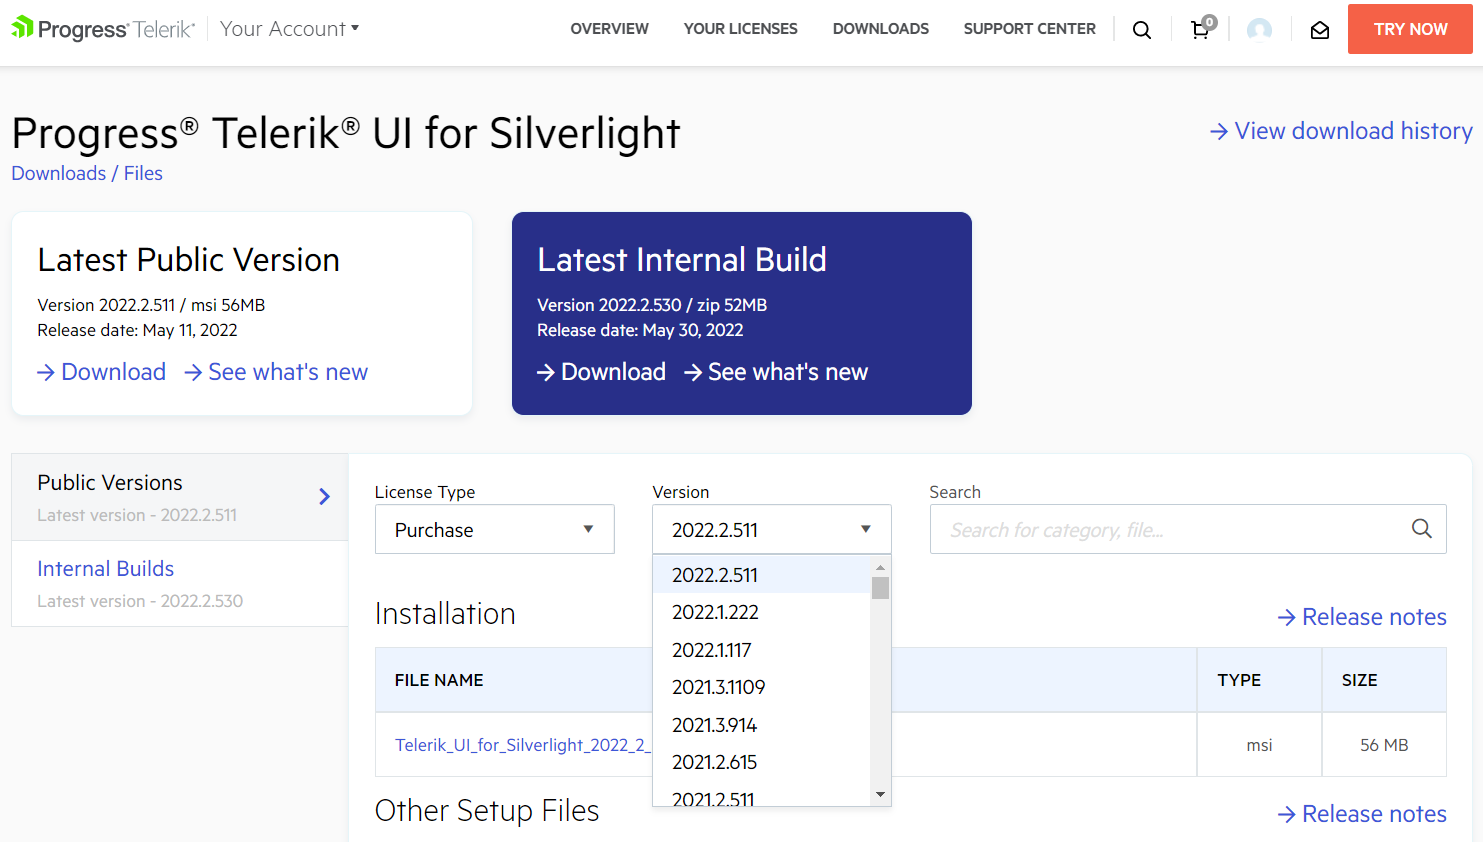 Progress® Telerik®
Your Account
OVERVIEW
YOUR LICENSES
DOWNLOADS
SUPPORT CENTER
0
TRY NOW
Progress® Telerik® UI for Silverlight
View download history
Downloads / Files
Latest Public Version
Version 2022.2.511 / msi 56MB
Release date: May 11, 2022
Download
See what's new
Latest Internal Build
Version 2022.2.530 / zip 52MB
Release date: May 30, 2022
Download
See what's new
Public Versions
Latest version - 2022.2.511
Internal Builds
Latest version - 2022.2.530
License Type
Purchase
Version
2022.2.511
Search
Search for category, file...
2022.2.511
2022.1.222
2022.1.117
2021.3.1109
2021.3.914
2021.2.615
2021.2.511
Installation
Release notes
FILE NAME
TYPE
SIZE
Telerik_UI_for_Silverlight_2022_2_
msi
56 MB
Other Setup Files
Release notes